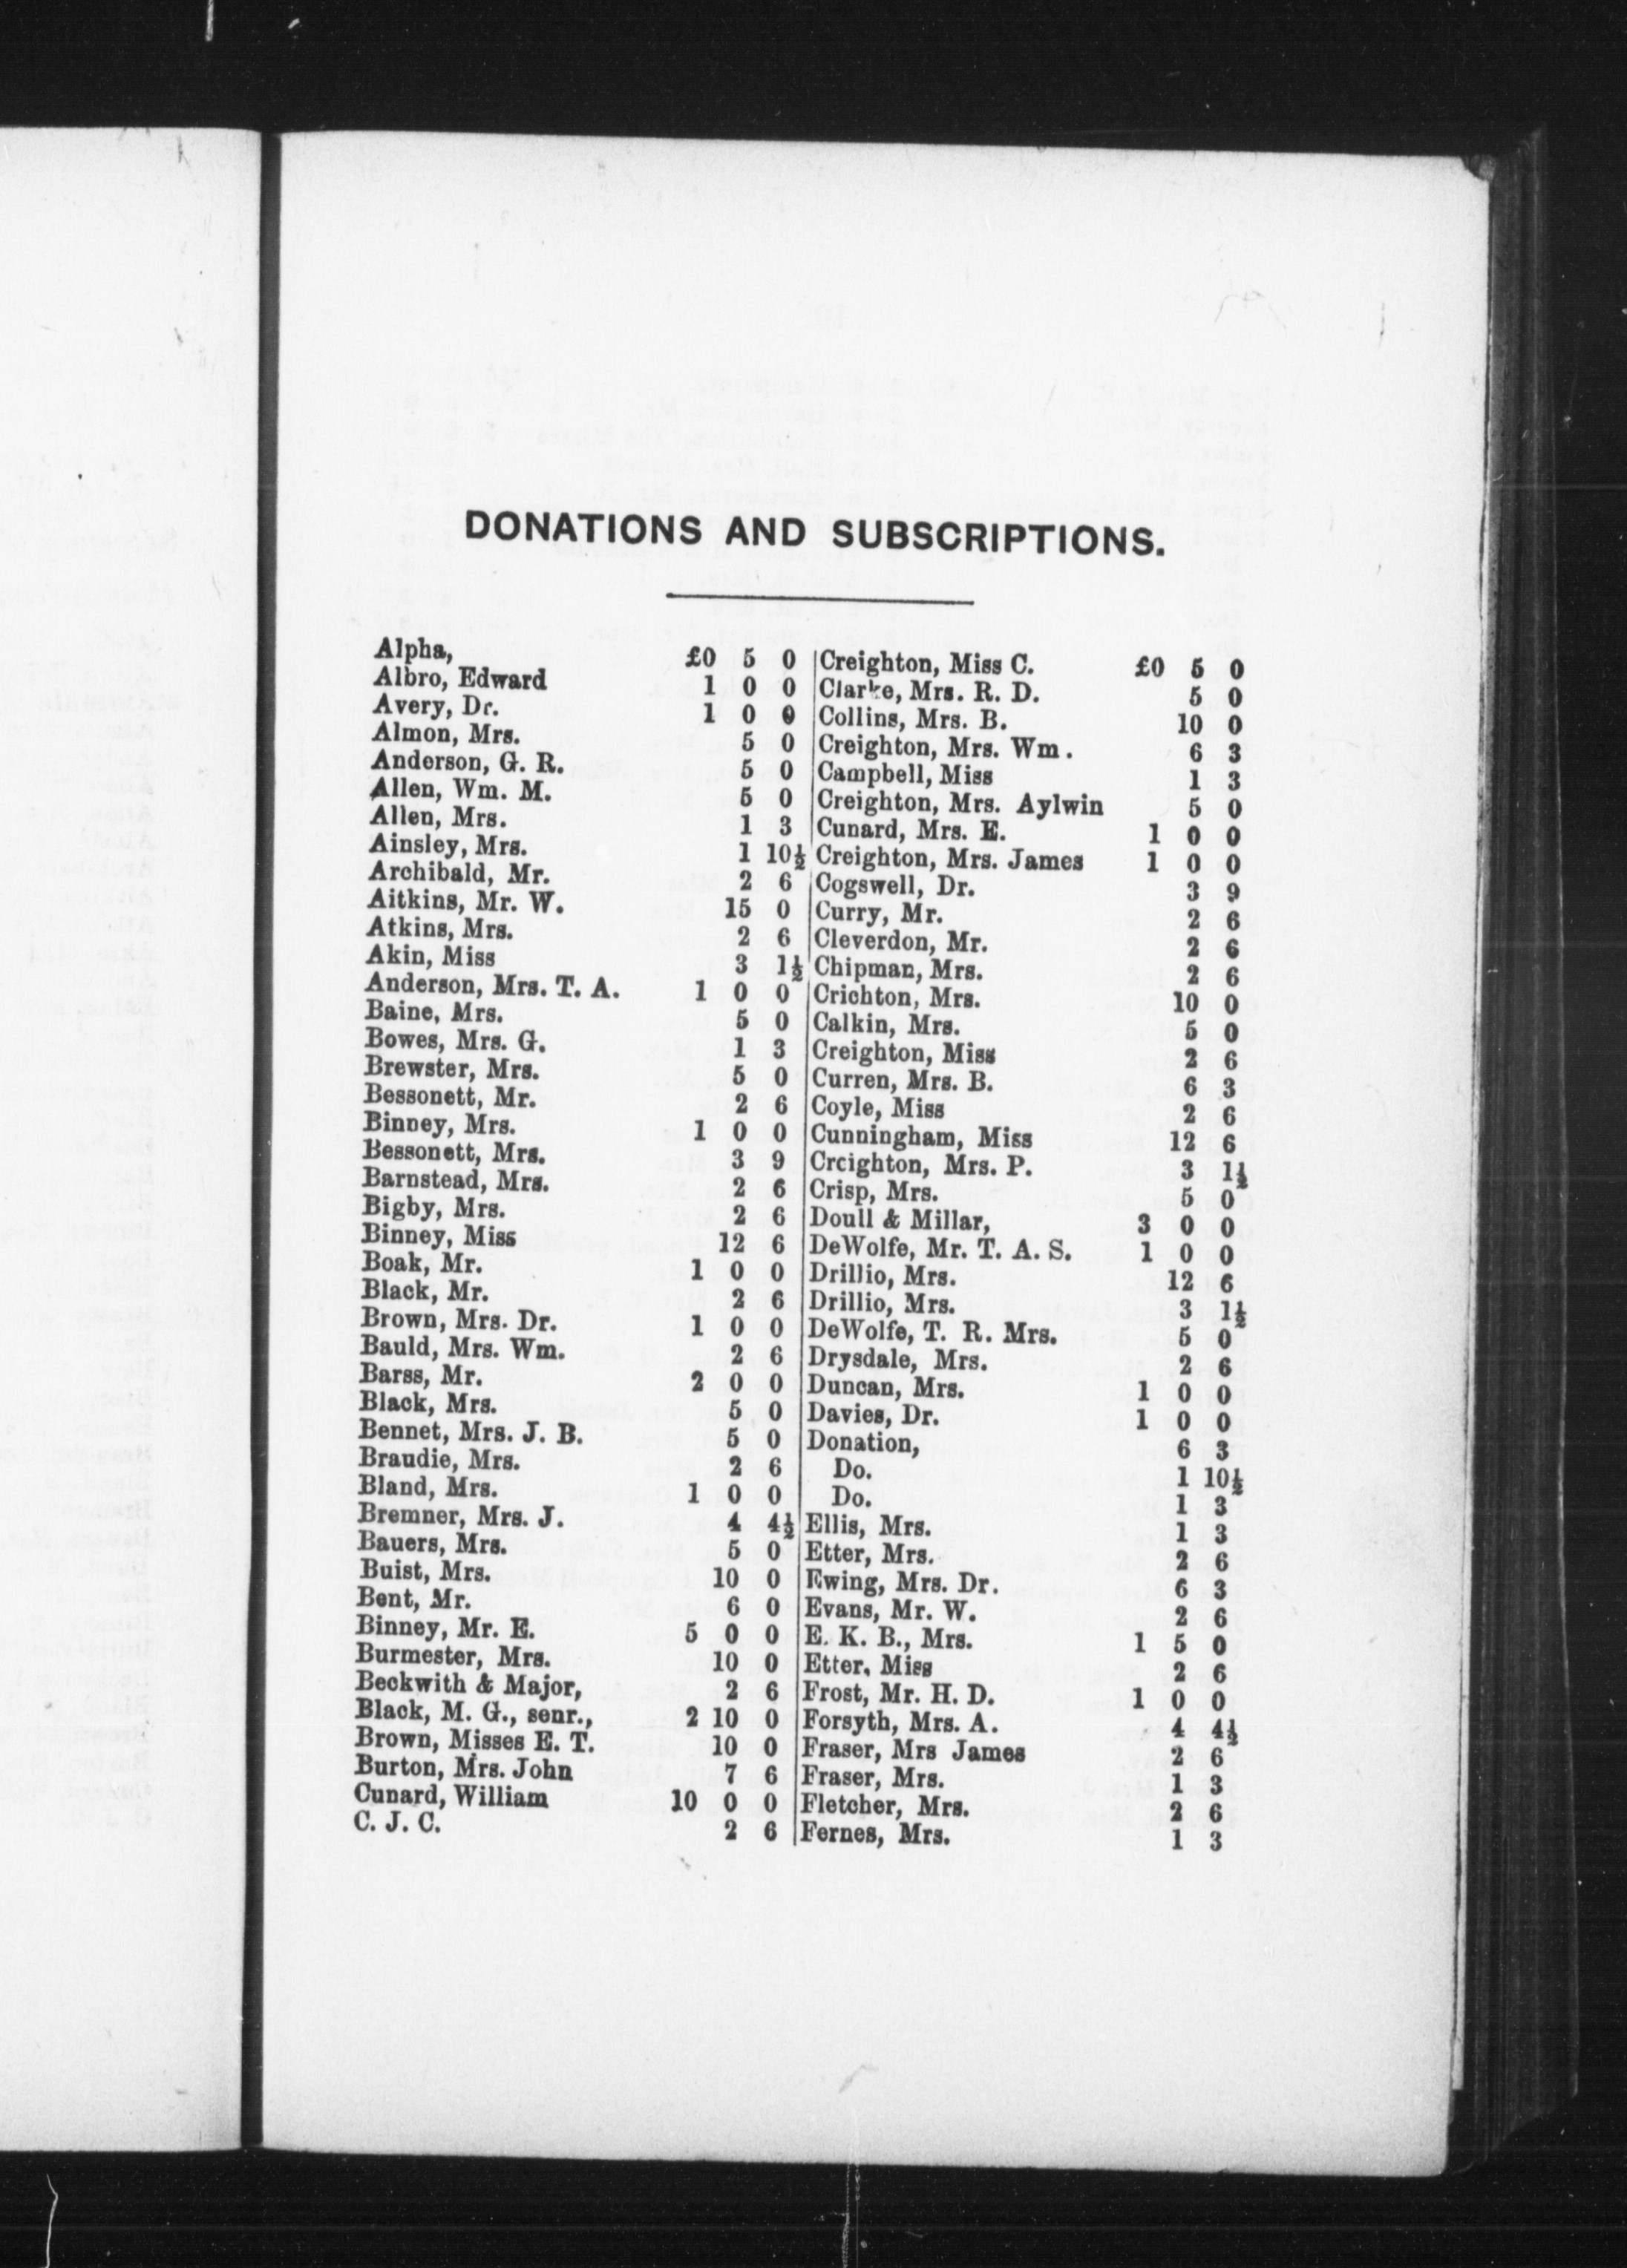 DONATIONS AND SUBSCRIPTIONS.
Alpha, £0 5 0
Albro, Edward 1 0 0
Avery, Dr. 1 0 0
Almon, Mrs. 5 0
Anderson, G. R. 5 0
Allen, Wm. M. 5 0
Allen, Mrs. 1 3
Ainsley, Mrs. 1 10½
Archibald, Mr. 2 6
Aitkins, Mr. W. 15 0
Atkins, Mrs. 2 6
Akin, Miss 3 1½
Anderson, Mrs. T. A. 1 0 0
Baine, Mrs. 5 0
Bowes, Mrs. G. 1 3
Brewster, Mrs. 5 0
Bessonett, Mr. 2 6
Binney, Mrs. 1 0 0
Bessonett, Mrs. 3 9
Barnstead, Mrs. 2 6
Bigby, Mrs. 2 6
Binney, Miss 12 6
Boak, Mr. 1 0 0
Black, Mr. 2 6
Brown, Mrs. Dr. 1 0 0
Bauld, Mrs. Wm. 2 6
Barss, Mr. 2 0 0
Black, Mrs. 5 0
Bennet, Mrs. J. B. 5 0
Braudie, Mrs. 2 6
Bland, Mrs. 1 0 0
Bremner, Mrs. J. 4 4½
Bauers, Mrs. 5 0
Buist, Mrs. 10 0
Bent, Mr. 6 0
Binney, Mr. E. 5 0 0
Burmester, Mrs. 10 0
Beckwith & Major, 2 6
Black, M. G., senr., 2 10 0
Brown, Misses E. T. 10 0
Burton, Mrs. John 7 6
Cunard, William 10 0 0
C. J. C. 2 6
Creighton, Miss C. £0 5 0
Clarke, Mrs. R. D. 5 0
Collins, Mrs. B. 10 0
Creighton, Mrs. Wm. 6 3
Campbell, Miss 1 3
Creighton, Mrs. Aylwin 5 0
Cunard, Mrs. E. 1 0 0
Creighton, Mrs. James 1 0 0
Cogswell, Dr. 3 9
Curry, Mr. 2 6
Cleverdon, Mr. 2 6
Chipman, Mrs. 2 6
Crichton, Mrs. 10 0
Calkin, Mrs. 5 0
Creighton, Miss 2 6
Curren, Mrs. B. 6 3
Coyle, Miss 2 6
Cunningham, Miss 12 6
Crcighton, Mrs. P. 3 1½
Crisp, Mrs. 5 0
Doull & Millar, 3 0 0
DeWolfe, Mr. T. A. S. 1 0 0
Drillio, Mrs. 12 6
Drillio, Mrs. 3 1½
DeWolfe, T. R. Mrs. 5 0
Drysdale, Mrs. 2 6
Duncan, Mrs. 1 0 0
Davies, Dr. 1 0 0
Donation, 6 3
Do. 1 10½
Do. 1 3
Ellis, Mrs. 1 3
Etter, Mrs. 2 6
Ewing, Mrs. Dr. 6 3
Evans, Mr. W. 2 6
E. K. B., Mrs. 1 5 0
Etter, Miss 2 6
Frost, Mr. H. D. 1 0 0
Forsyth, Mrs. A. 4 4½
Fraser, Mrs James 2 6
Fraser, Mrs. 1 3
Fletcher, Mrs. 2 6
Fernes, Mrs. 1 3